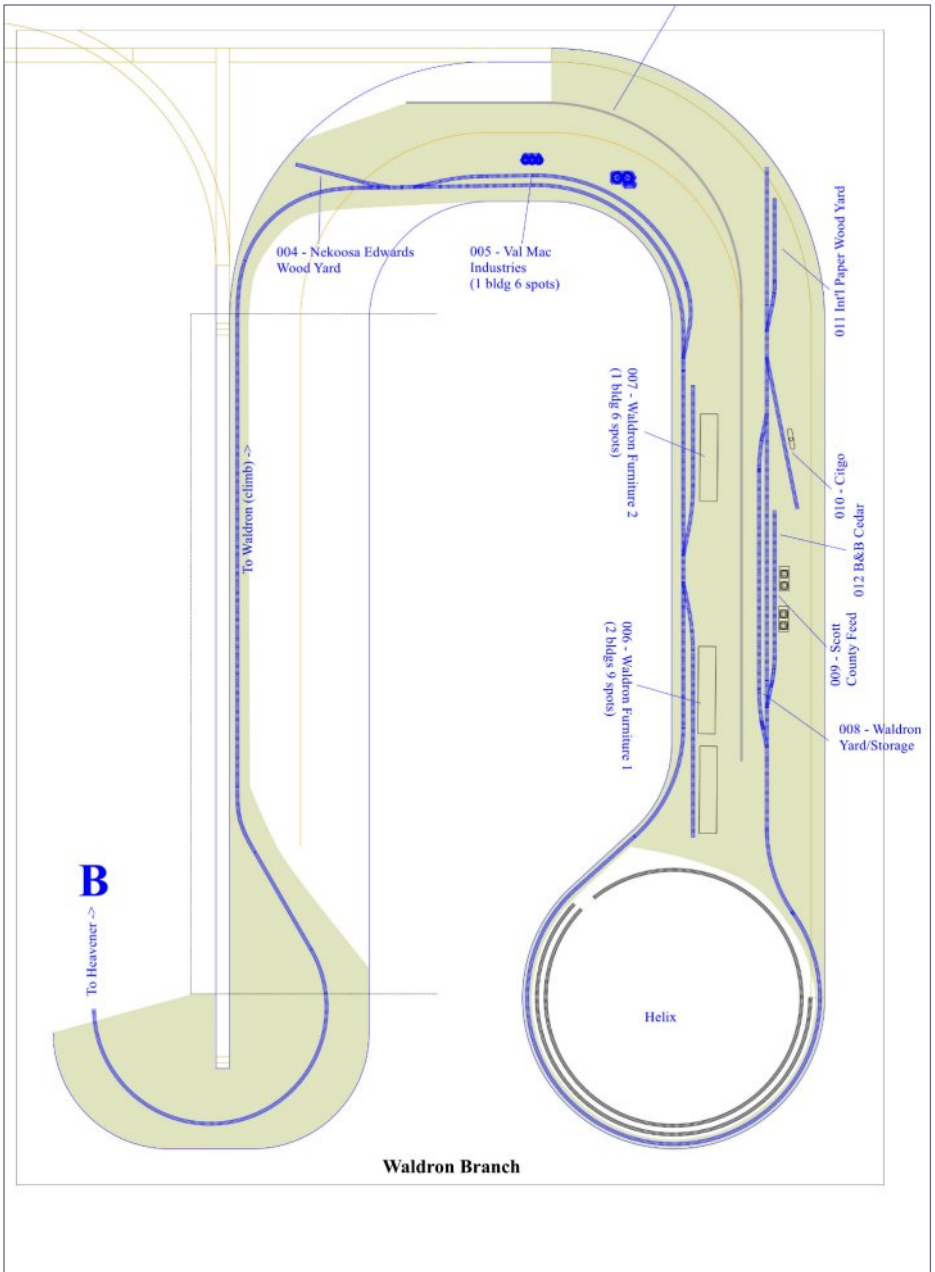 004 - Nekoosa Edwards
Wood Yard
005 - Val Mac
Industries
(1 bldg 6 spots)
011 Int'l Paper Wood Yard
007 - Waldron Furniture 2
(1 bldg 6 spots)
010 - Citgo
To Waldron (climb) ->
012 B&B Cedar
006 - Waldron Furniture 1
(2 bldgs 9 spots)
009 - Scott
County Feed
008 - Waldron
Yard/Storage
B
To Heavener ->
Helix
Waldron Branch